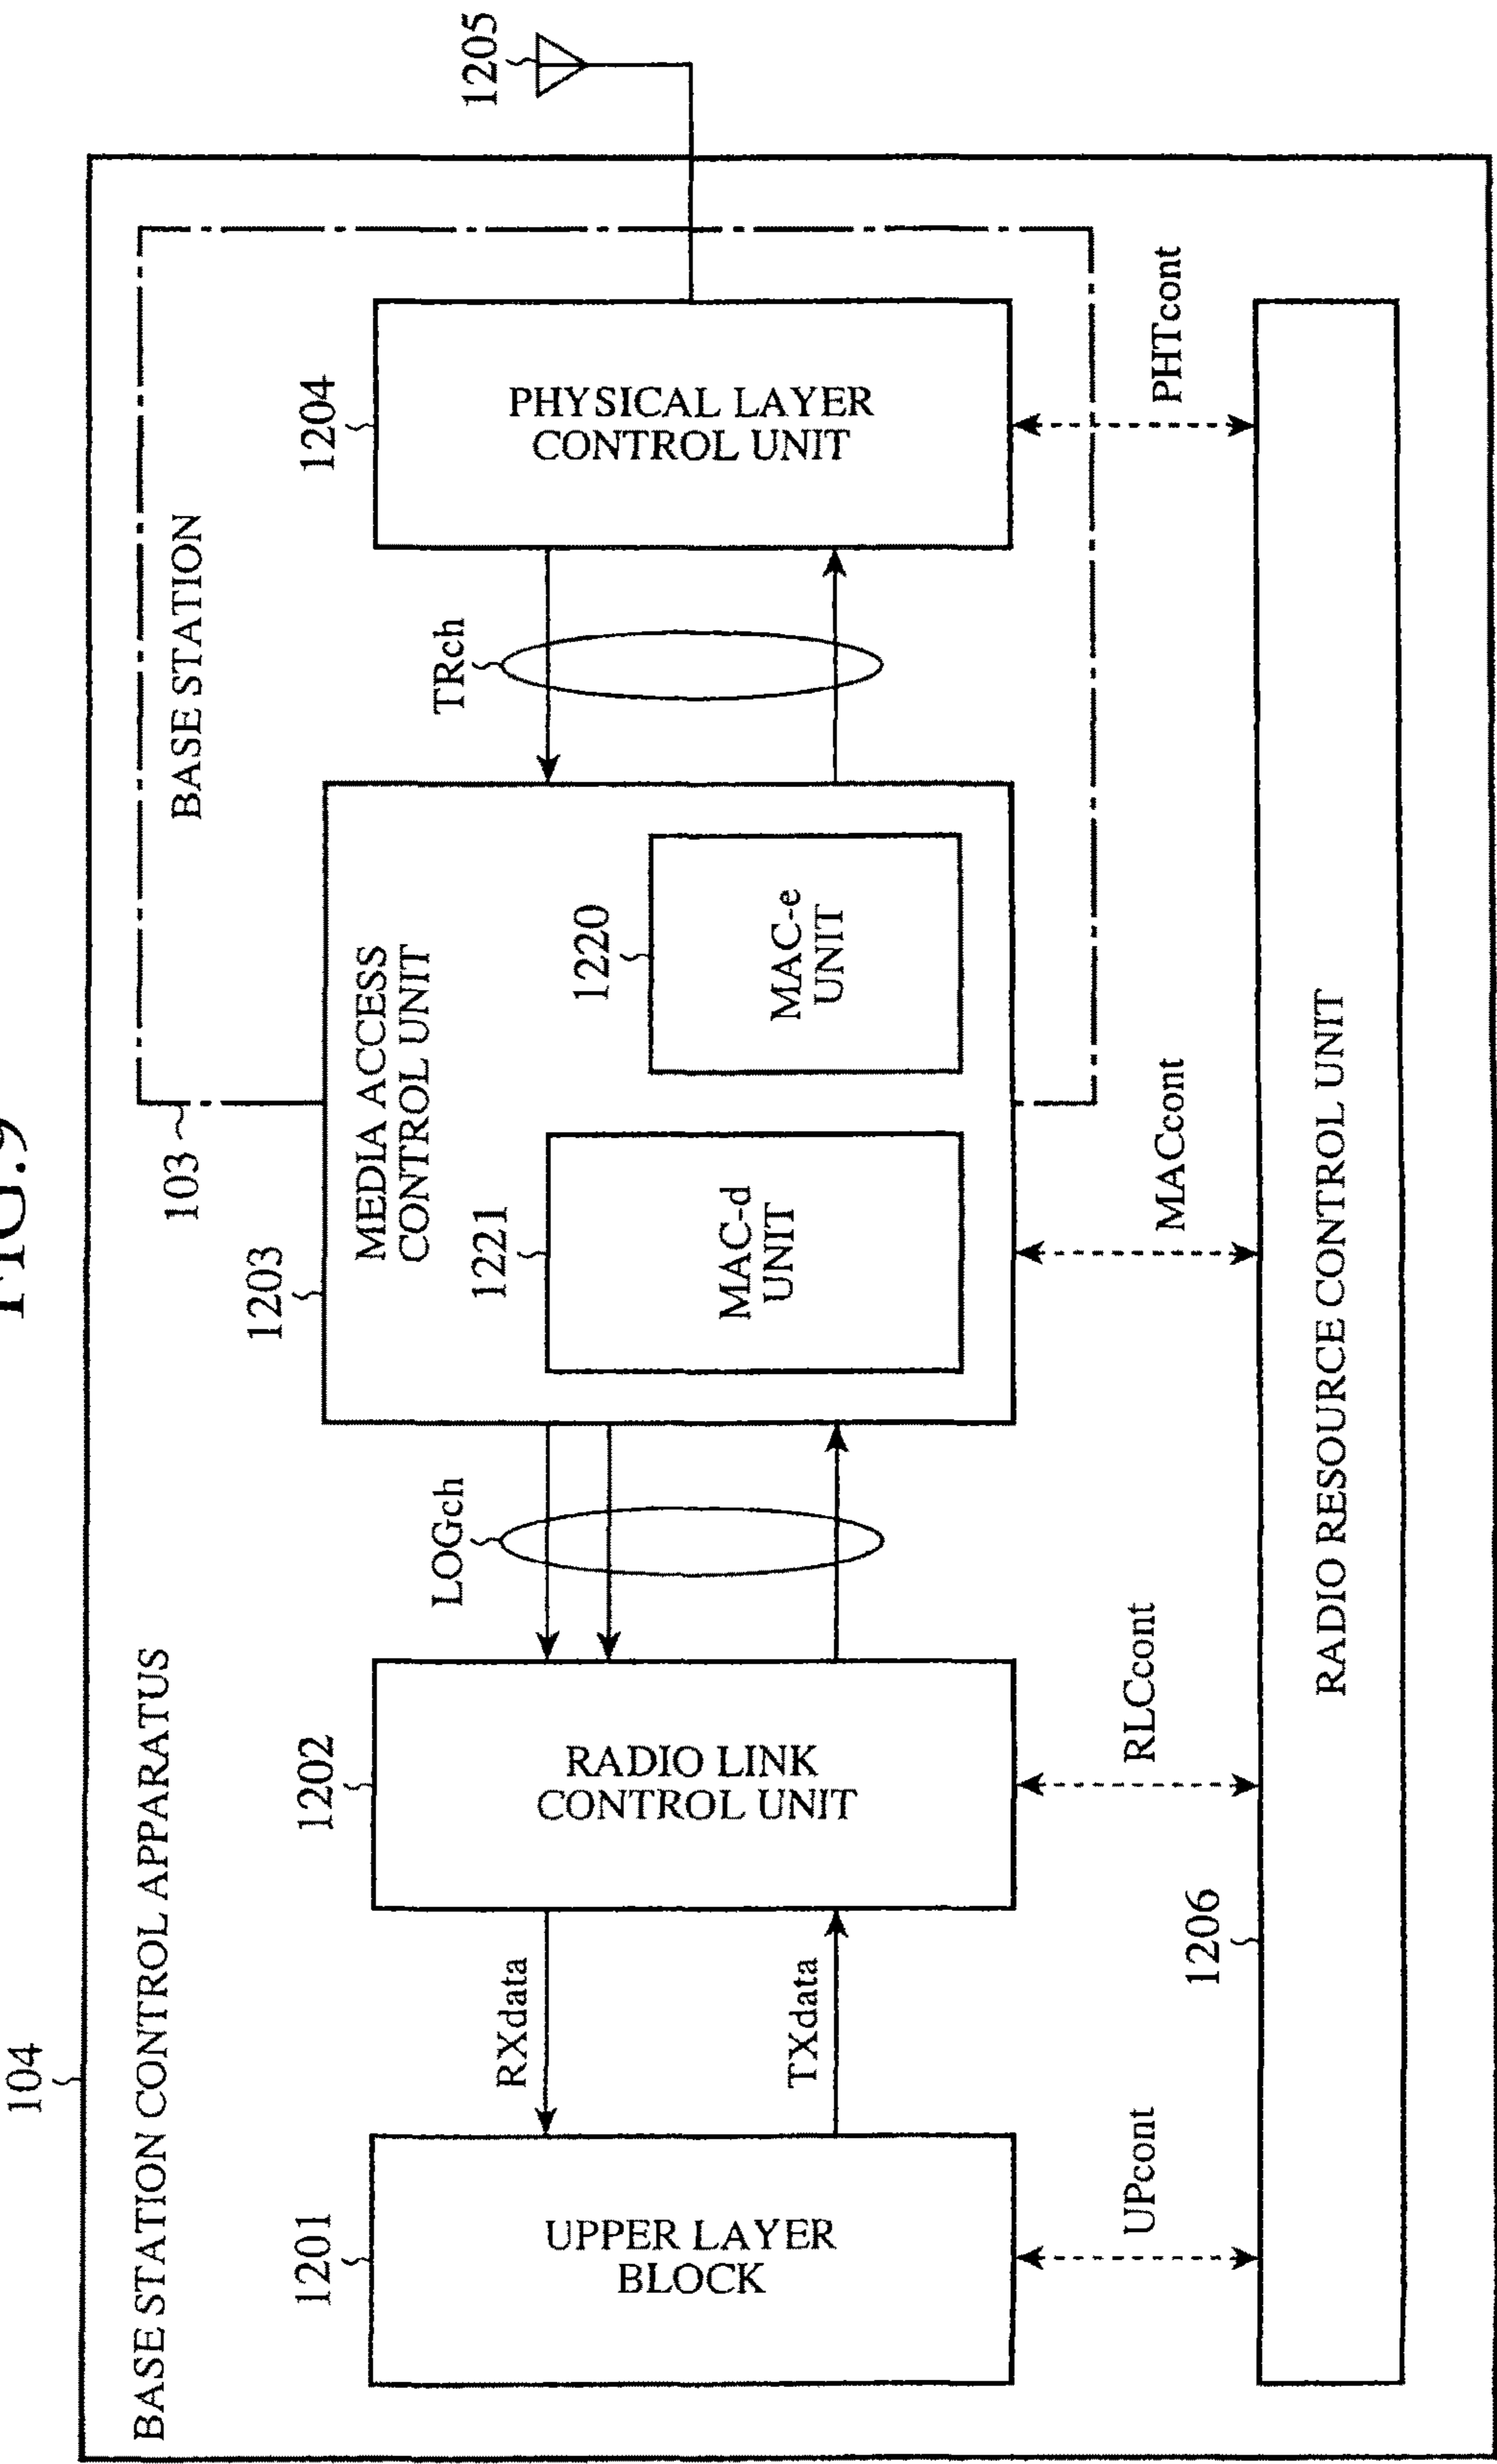 FIG.9
104
BASE STATION CONTROL APPARATUS
103
BASE STATION
1205
1201
UPPER LAYER
BLOCK
RXdata
TXdata
1202
RADIO LINK
CONTROL UNIT
LOGch
1203
MEDIA ACCESS
CONTROL UNIT
1221
MAC-d
UNIT
1220
MAC-e
UNIT
TRch
1204
PHYSICAL LAYER
CONTROL UNIT
UPcont
RLCcont
MACcont
PHTcont
1206
RADIO RESOURCE CONTROL UNIT